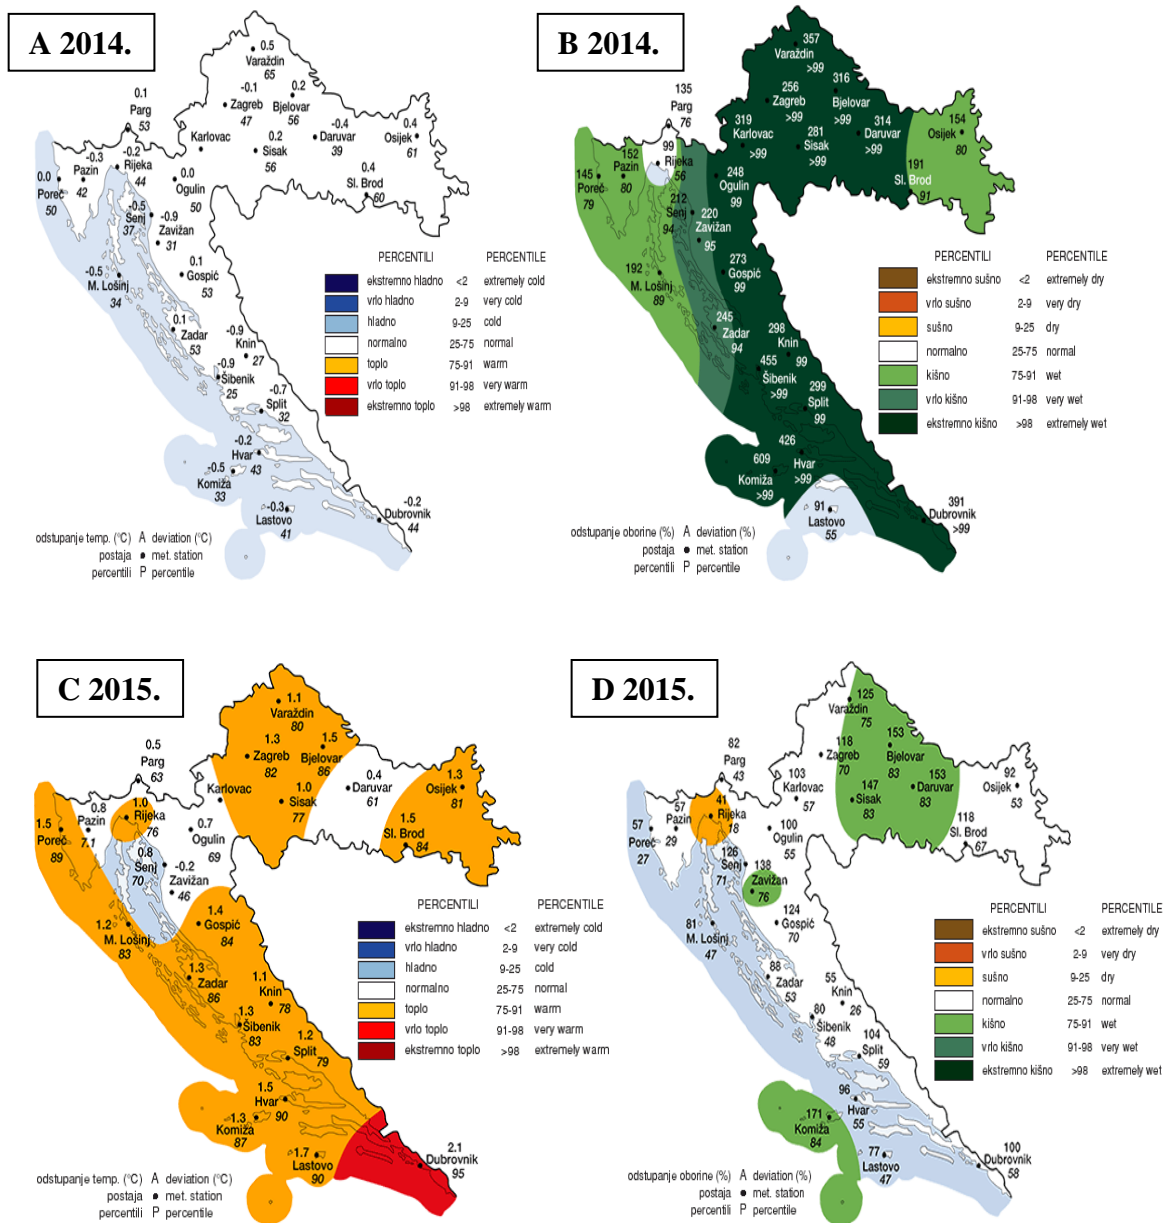 A 2014.
0.5
Varaždin
65
-0.1
Zagreb
47
0.2
Bjelovar
56
0.1
Parg
53
Karlovac
0.2
Sisak
56
-0.4
Daruvar
39
0.4
Osijek
61
0.4
Sl. Brod
60
0.0
Poreč
50
-0.3
Pazin
42
-0.2
Rijeka
44
0.0
Ogulin
50
-0.5
Senj
37
-0.9
Zavižan
31
0.1
Gospić
53
-0.5
M. Lošinj
34
0.1
Zadar
53
-0.9
Knin
27
-0.9
Šibenik
25
-0.7
Split
32
-0.2
Hvar
43
-0.5
Komiža
33
-0.3
Lastovo
41
-0.2
Dubrovnik
44
PERCENTILI PERCENTILE
ekstremno hladno <2 extremely cold
vrlo hladno 2-9 very cold
hladno 9-25 cold
normalno 25-75 normal
toplo 75-91 warm
vrlo toplo 91-98 very warm
ekstremno toplo >98 extremely warm
odstupanje temp. (°C) A deviation (°C)
postaja ● met. station
percentili P percentile
B 2014.
357
Varaždin
>99
256
Zagreb
>99
316
Bjelovar
>99
135
Parg
76
319
Karlovac
>99
281
Sisak
>99
314
Daruvar
>99
154
Osijek
80
191
Sl. Brod
91
145
Poreč
79
152
Pazin
80
99
Rijeka
56
248
Ogulin
99
212
Senj
94
220
Zavižan
95
273
Gospić
99
192
M. Lošinj
89
245
Zadar
94
298
Knin
99
455
Šibenik
>99
299
Split
99
426
Hvar
>99
609
Komiža
>99
91
Lastovo
55
391
Dubrovnik
>99
PERCENTILI PERCENTILE
ekstremno sušno <2 extremely dry
vrlo sušno 2-9 very dry
sušno 9-25 dry
normalno 25-75 normal
kišno 75-91 wet
vrlo kišno 91-98 very wet
ekstremno kišno >98 extremely wet
odstupanje oborine (%) A deviation (%)
postaja ● met. station
percentili P percentile
C 2015.
1.1
Varaždin
80
1.3
Zagreb
82
1.5
Bjelovar
86
0.5
Parg
63
Karlovac
1.0
Sisak
77
0.4
Daruvar
61
1.3
Osijek
81
1.5
Sl. Brod
84
1.5
Poreč
89
0.8
Pazin
7.1
1.0
Rijeka
76
0.7
Ogulin
69
0.8
Senj
70
-0.2
Zavižan
46
1.4
Gospić
84
1.2
M. Lošinj
83
1.3
Zadar
86
1.1
Knin
78
1.3
Šibenik
83
1.2
Split
79
1.5
Hvar
90
1.3
Komiža
87
1.7
Lastovo
90
2.1
Dubrovnik
95
PERCENTILI PERCENTILE
ekstremno hladno <2 extremely cold
vrlo hladno 2-9 very cold
hladno 9-25 cold
normalno 25-75 normal
toplo 75-91 warm
vrlo toplo 91-98 very warm
ekstremno toplo >98 extremely warm
odstupanje temp. (°C) A deviation (°C)
postaja ● met. station
percentili P percentile
D 2015.
125
Varaždin
75
118
Zagreb
70
153
Bjelovar
83
82
Parg
43
103
Karlovac
57
147
Sisak
83
153
Daruvar
83
92
Osijek
53
118
Sl. Brod
67
57
Poreč
27
57
Pazin
29
41
Rijeka
18
100
Ogulin
55
126
Senj
71
138
Zavižan
76
124
Gospić
70
81
M. Lošinj
47
88
Zadar
53
55
Knin
26
80
Šibenik
48
104
Split
59
96
Hvar
55
171
Komiža
84
77
Lastovo
47
100
Dubrovnik
58
PERCENTILI PERCENTILE
ekstremno sušno <2 extremely dry
vrlo sušno 2-9 very dry
sušno 9-25 dry
normalno 25-75 normal
kišno 75-91 wet
vrlo kišno 91-98 very wet
ekstremno kišno >98 extremely wet
odstupanje oborine (%) A deviation (%)
postaja ● met. station
percentili P percentile